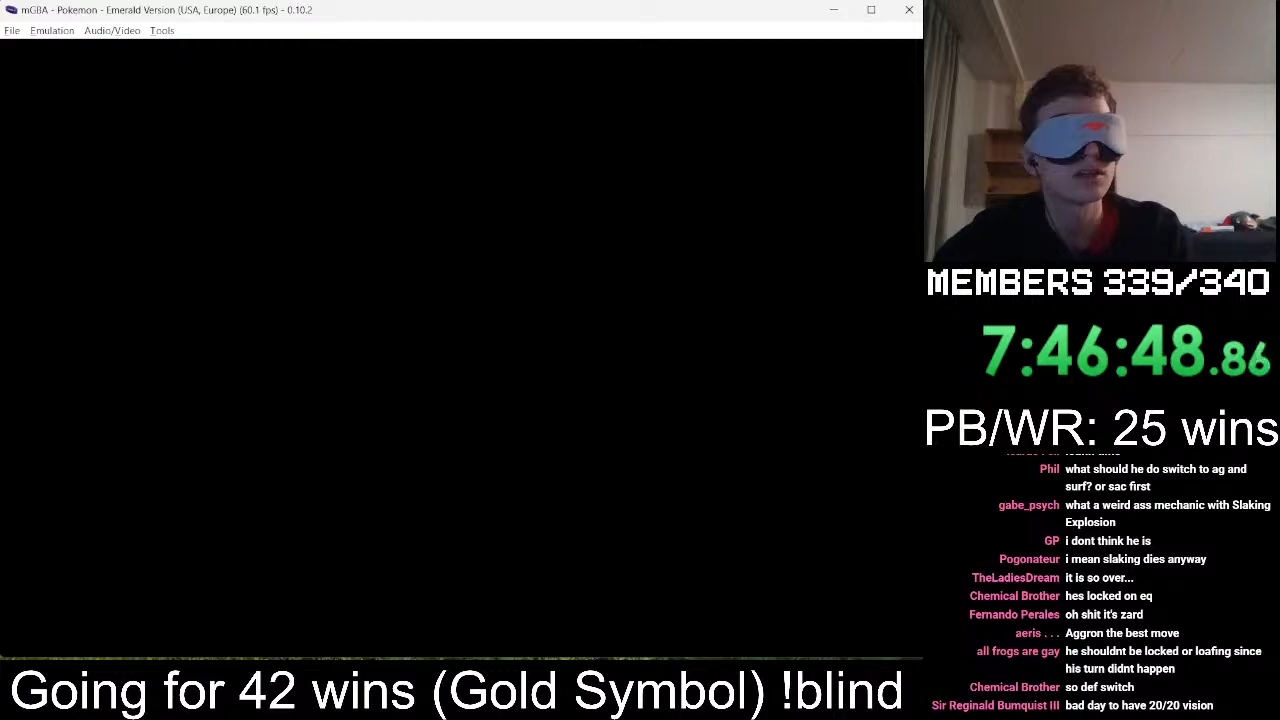 mGBA - Pokemon - Emerald Version (USA, Europe) (60.1 fps) - 0.10.2
File Emulation Audio/Video Tools
MEMBERS 339/340
7:46:48.86
PB/WR: 25 wins
Phil what should he do switch to ag and
surf? or sac first
gabe_psych what a weird ass mechanic with Slaking
Explosion
GP i dont think he is
Pogonateur i mean slaking dies anyway
TheLadiesDream it is so over...
Chemical Brother hes locked on eq
Fernando Perales oh shit it's zard
aeris . . . Aggron the best move
all frogs are gay he shouldnt be locked or loafing since
his turn didnt happen
Chemical Brother so def switch
Sir Reginald Bumquist III bad day to have 20/20 vision
Going for 42 wins (Gold Symbol) !blind